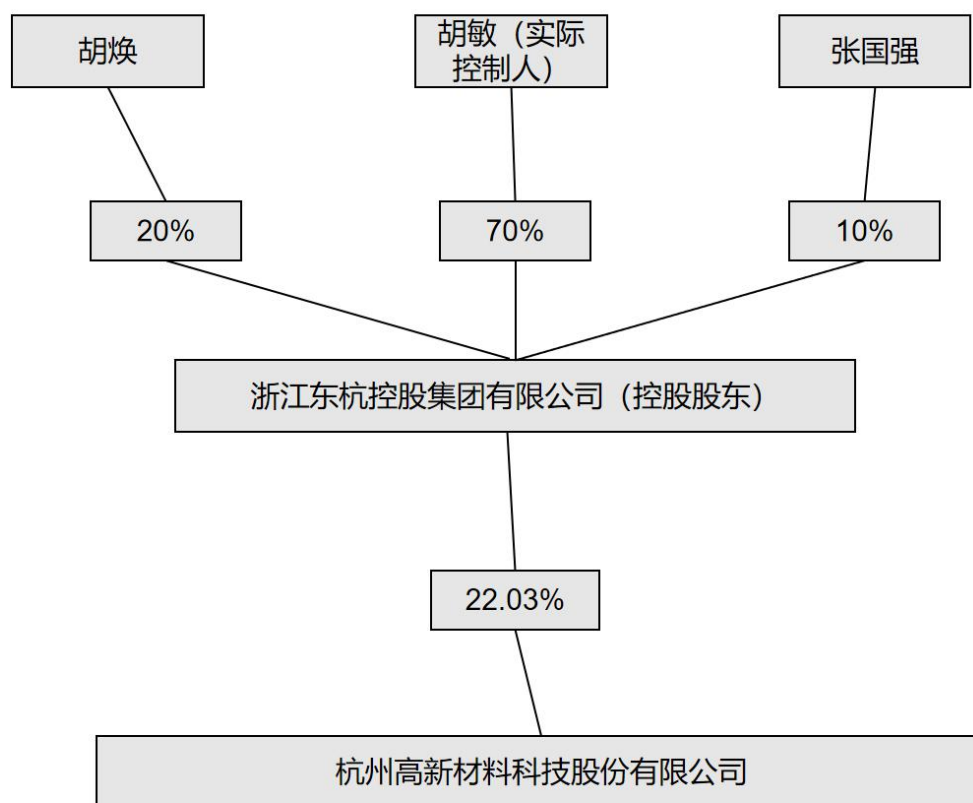 胡焕
胡敏（实际
控制人）
张国强
20%
70%
10%
浙江东杭控股集团有限公司（控股股东）
22.03%
杭州高新材料科技股份有限公司